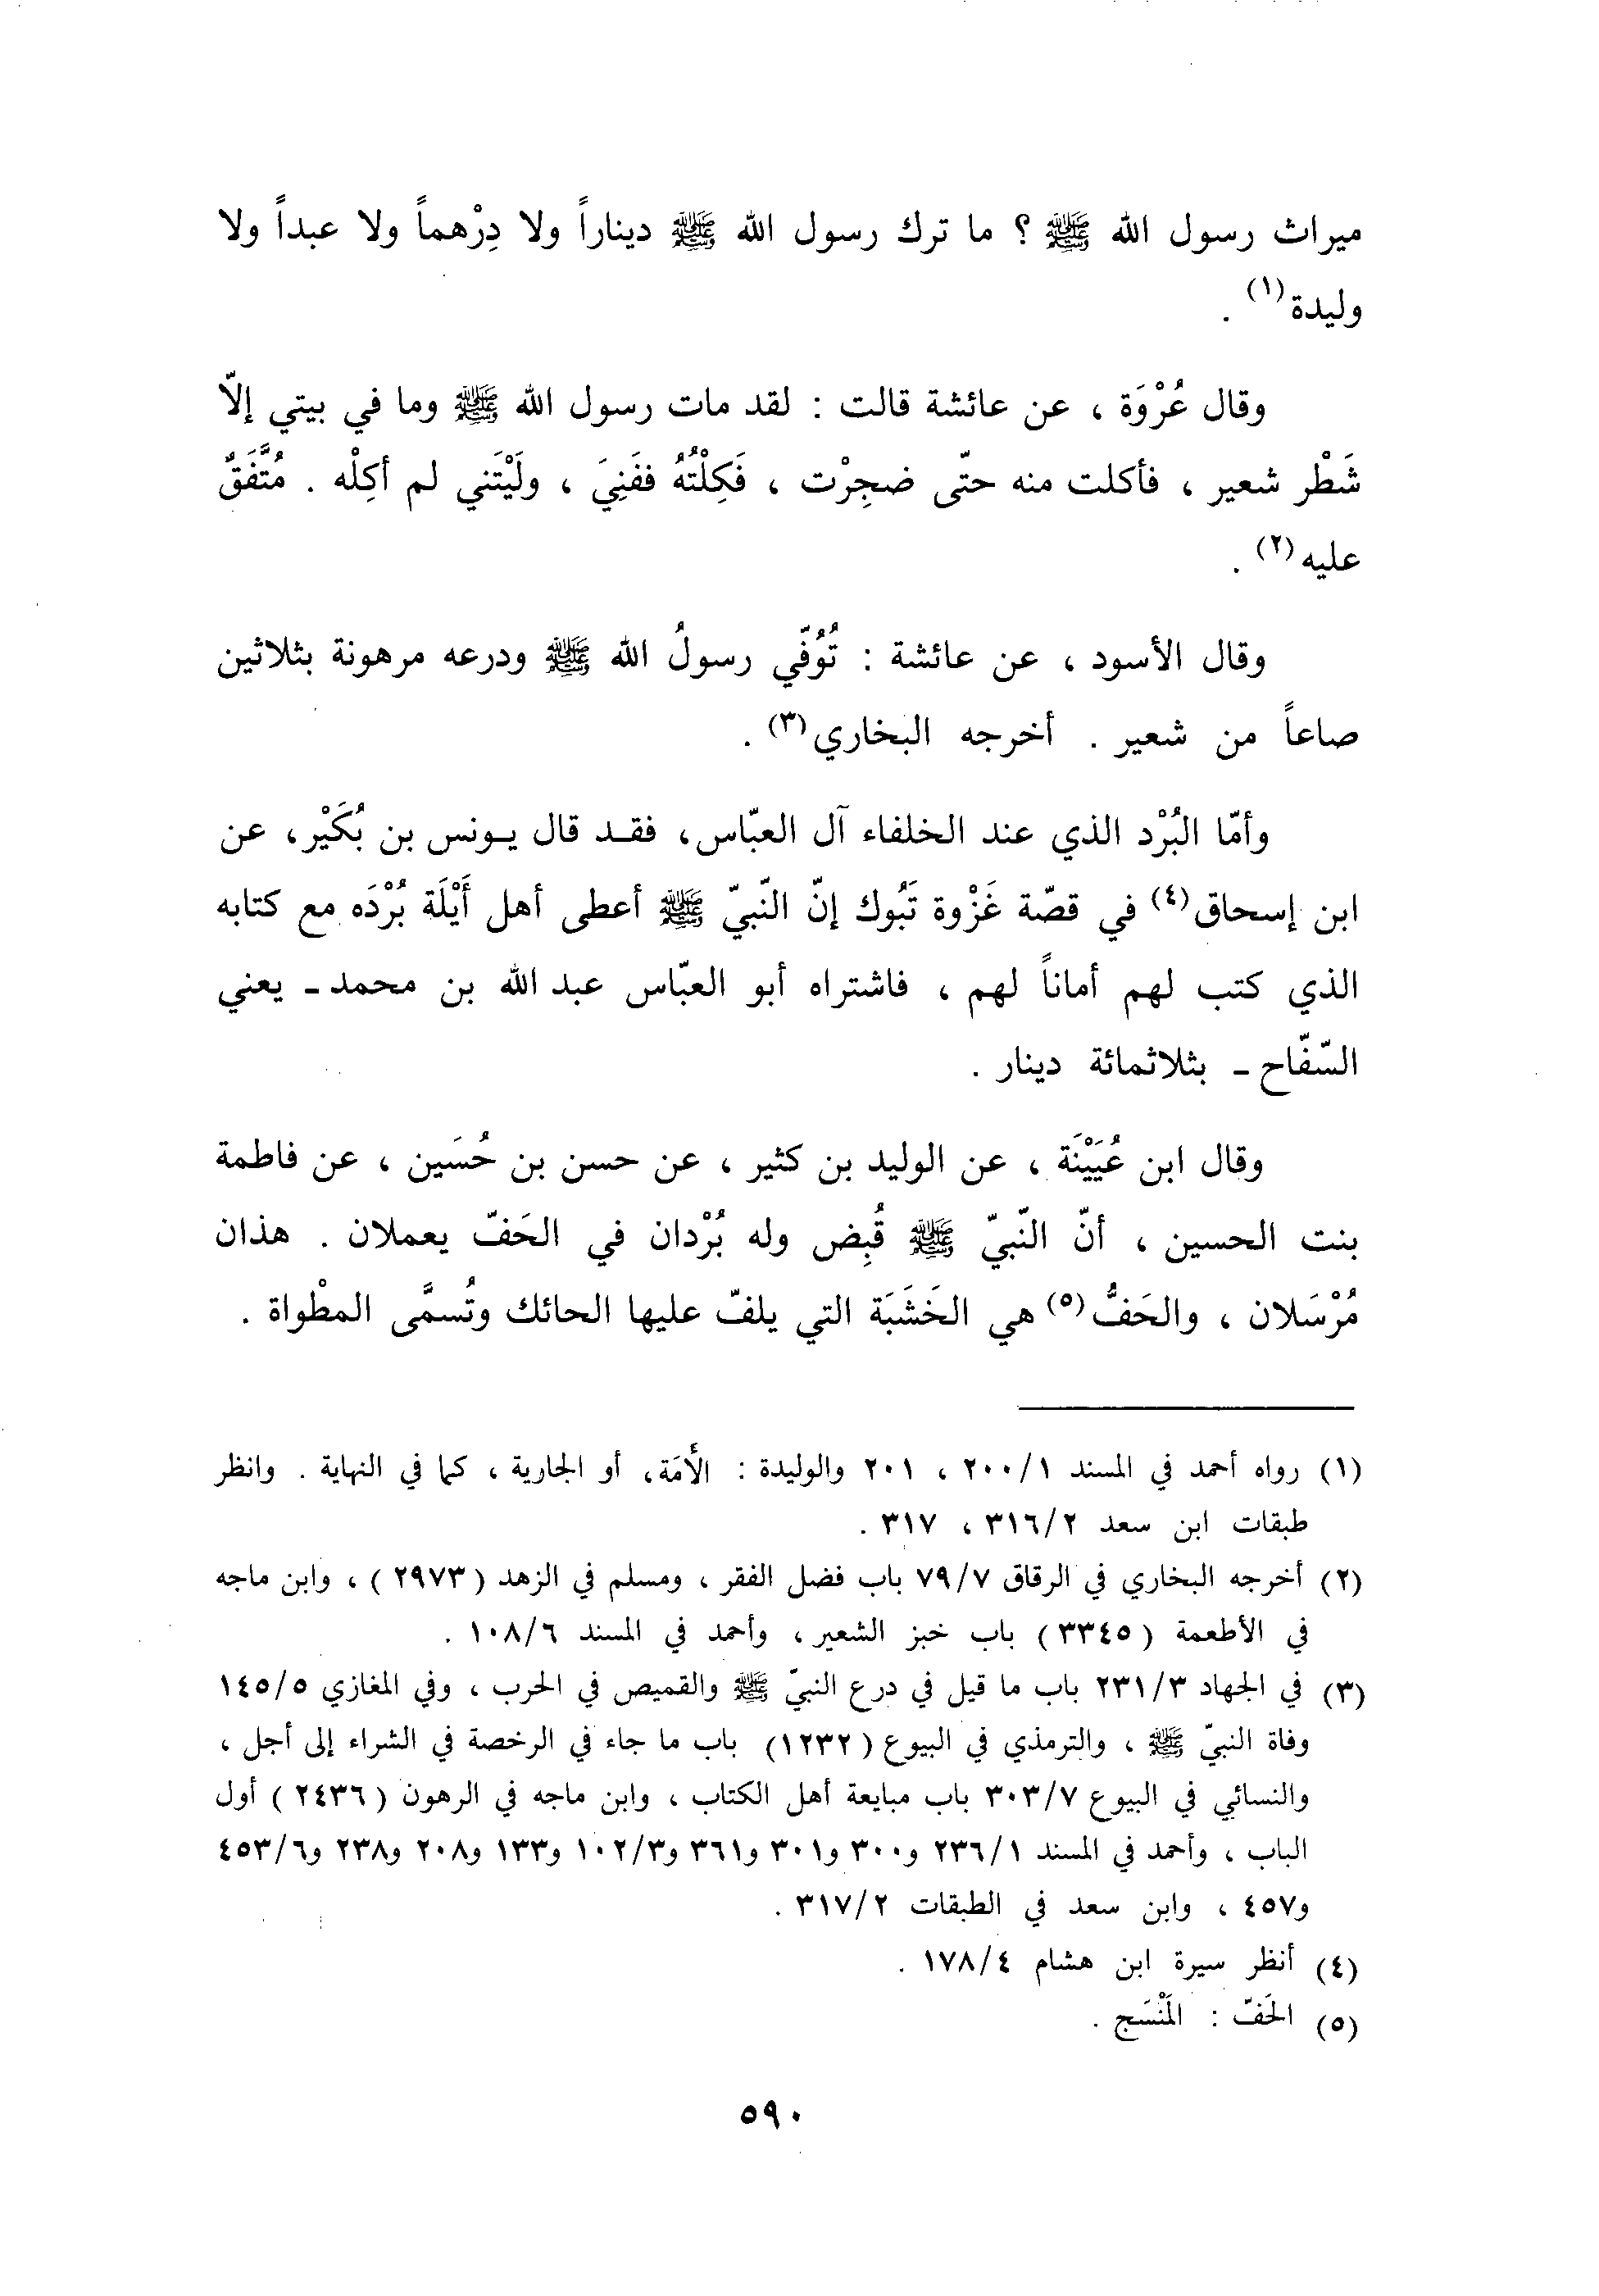 ميراث رسول الله ﷺ ؟ ما ترك رسول الله ﷺ ديناراً ولا دِرْهماً ولا عبداً ولا
وليدة(١) .
وقال عُرْوَة ، عن عائشة قالت : لقد مات رسول الله ﷺ وما في بيتي إلّا
شَطْر شعير ، فأكلت منه حتّى ضجِرْت ، فَكِلْتُهُ ففَنِيَ ، ولَيْتَني لم أكِلْه . مُتَّفَقٌ
عليه(٢) .
وقال الأسود ، عن عائشة : تُوُفّي رسولُ الله ﷺ ودرعه مرهونة بثلاثين
صاعاً من شعير . أخرجه البخاري(٣) .
وأمّا البُرْد الذي عند الخلفاء آل العبّاس، فقد قال يونس بن بُكَيْر، عن
ابن إسحاق(٤) في قصّة غَزْوة تَبُوك إنّ النّبيّ ﷺ أعطى أهل أَيْلَة بُرْدَه مع كتابه
الذي كتب لهم أماناً لهم ، فاشتراه أبو العبّاس عبد الله بن محمد ـ يعني
السّفّاح ـ بثلاثمائة دينار .
وقال ابن عُيَيْنَة ، عن الوليد بن كثير ، عن حسن بن حُسَين ، عن فاطمة
بنت الحسين ، أنّ النّبيّ ﷺ قُبِض وله بُرْدان في الحَفّ يعملان . هذان
مُرْسَلان ، والحَفُّ(٥) هي الخَشَبَة التي يلفّ عليها الحائك وتُسمَّى المطْواة .
(١) رواه أحمد في المسند ٢٠٠/١ ، ٢٠١ والوليدة : الأَمَة، أو الجارية ، كما في النهاية . وانظر
طبقات ابن سعد ٣١٦/٢ ، ٣١٧ .
(٢) أخرجه البخاري في الرقاق ٧٩/٧ باب فضل الفقر ، ومسلم في الزهد (٢٩٧٣) ، وابن ماجه
في الأطعمة (٣٣٤٥) باب خبز الشعير ، وأحمد في المسند ١٠٨/٦ .
(٣) في الجهاد ٢٣١/٣ باب ما قيل في درع النبيّ ﷺ والقميص في الحرب ، وفي المغازي ١٤٥/٥
وفاة النبيّ ﷺ ، والترمذي في البيوع (١٢٣٢) باب ما جاء في الرخصة في الشراء إلى أجل ،
والنسائي في البيوع ٣٠٣/٧ باب مبايعة أهل الكتاب ، وابن ماجه في الرهون (٢٤٣٦) أول
الباب ، وأحمد في المسند ٢٣٦/١ و٣٠٠ و٣٠١ و٣٦١ و١٠٢/٣ و١٣٣ و٢٠٨ و٢٣٨ و٤٥٣/٦
و٤٥٧ ، وابن سعد في الطبقات ٣١٧/٢ .
(٤) أنظر سيرة ابن هشام ١٧٨/٤ .
(٥) الحَفّ : المَنْسَج .
٥٩٠